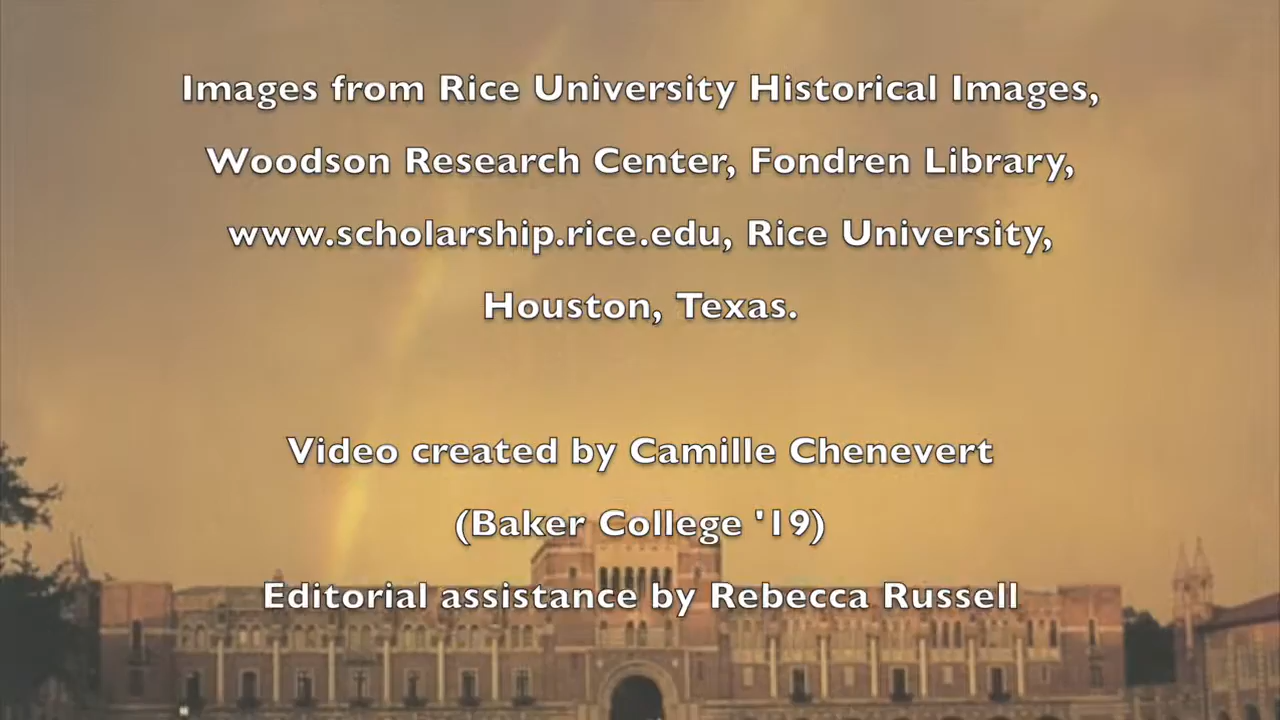 Images from Rice University Historical Images,
Woodson Research Center, Fondren Library,
www.scholarship.rice.edu, Rice University,
Houston, Texas.
Video created by Camille Chenevert
(Baker College '19)
Editorial assistance by Rebecca Russell